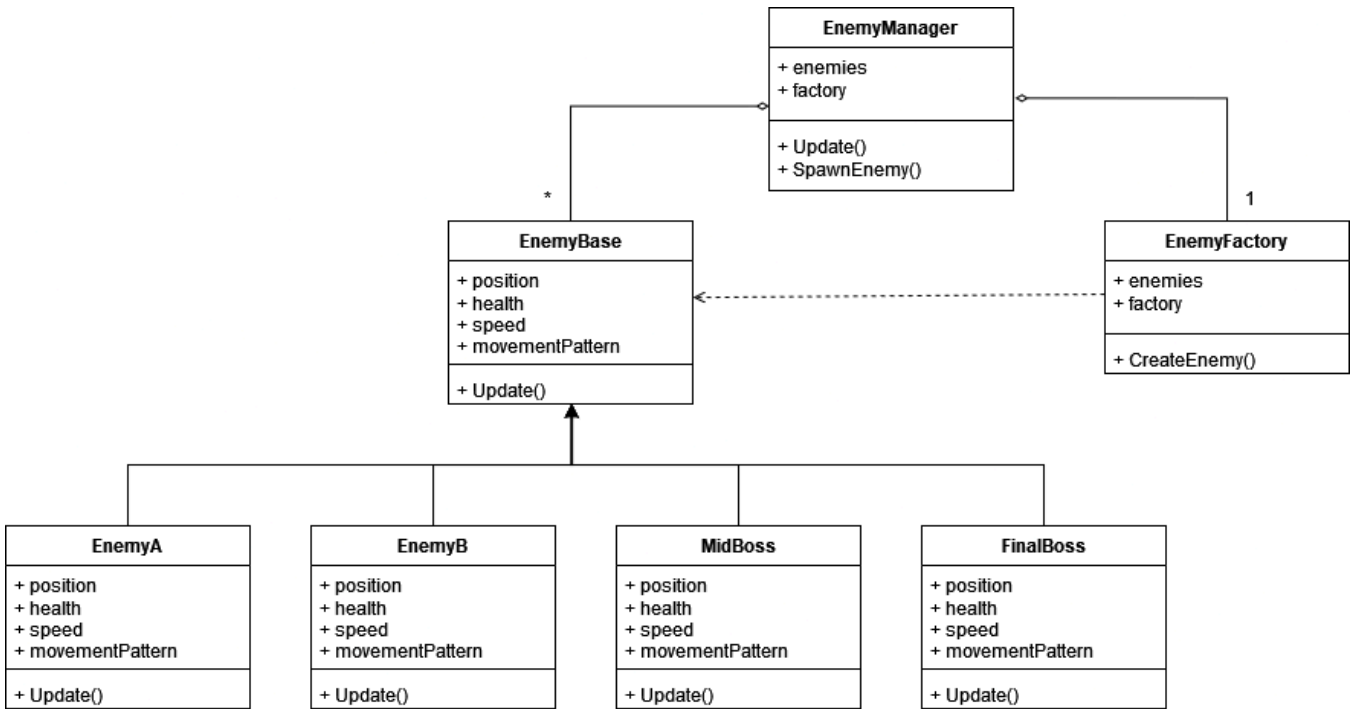 EnemyManager
+ enemies
+ factory
+ Update()
+ SpawnEnemy()
*
1
EnemyBase
+ position
+ health
+ speed
+ movementPattern
+ Update()
EnemyFactory
+ enemies
+ factory
+ CreateEnemy()
EnemyA
+ position
+ health
+ speed
+ movementPattern
+ Update()
EnemyB
+ position
+ health
+ speed
+ movementPattern
+ Update()
MidBoss
+ position
+ health
+ speed
+ movementPattern
+ Update()
FinalBoss
+ position
+ health
+ speed
+ movementPattern
+ Update()